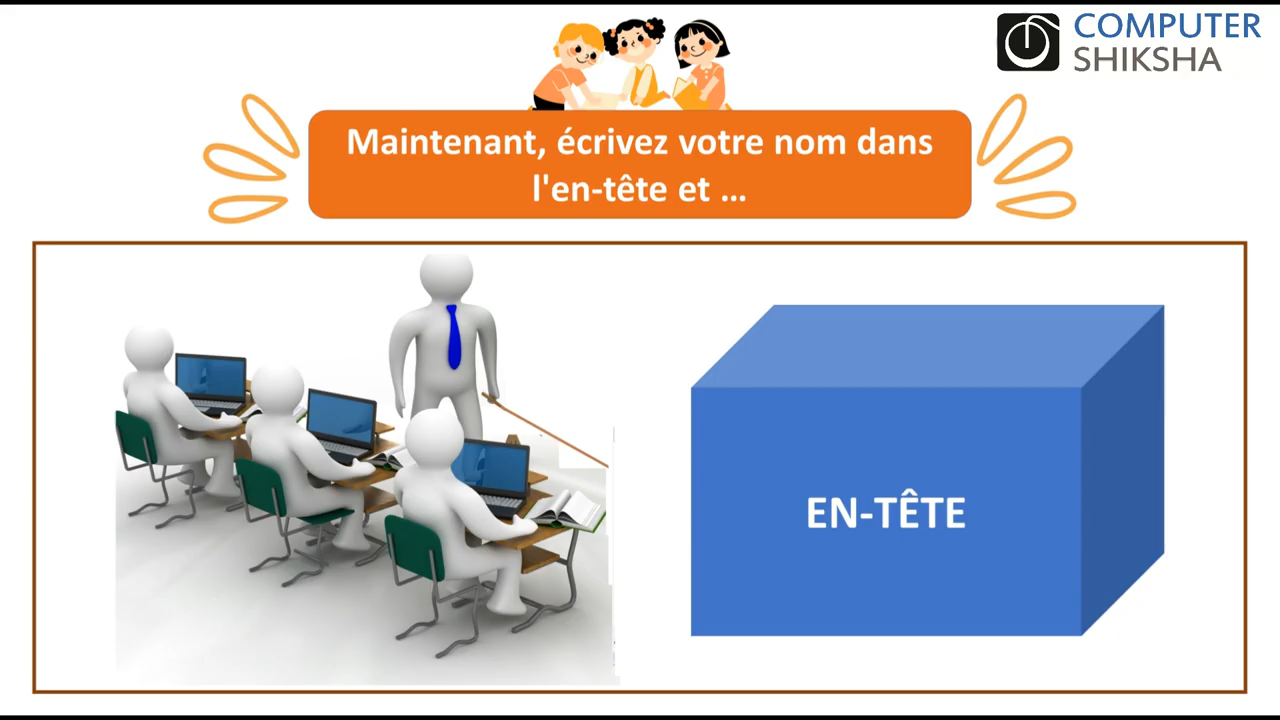 COMPUTER
SHIKSHA
Maintenant, écrivez votre nom dans
l'en-tête et ...
EN-TÊTE